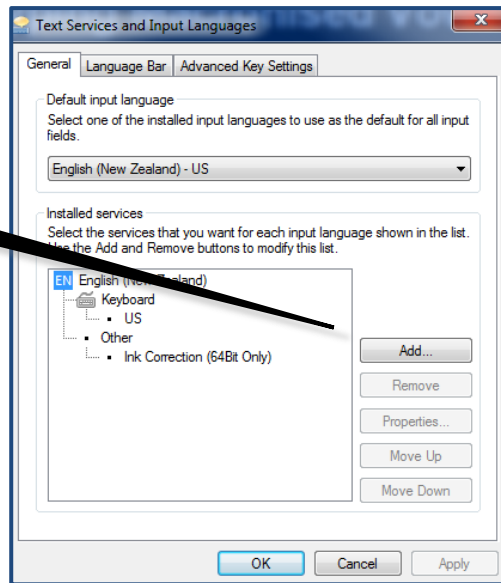 Text Services and Input Languages
General
Language Bar
Advanced Key Settings
Default input language
Select one of the installed input languages to use as the default for all input
fields.
English (New Zealand) - US
Installed services
Select the services that you want for each input language shown in the list.
Use the Add and Remove buttons to modify this list.
EN English (New Zealand)
Keyboard
US
Other
Ink Correction (64Bit Only)
Add...
Remove
Properties...
Move Up
Move Down
OK
Cancel
Apply